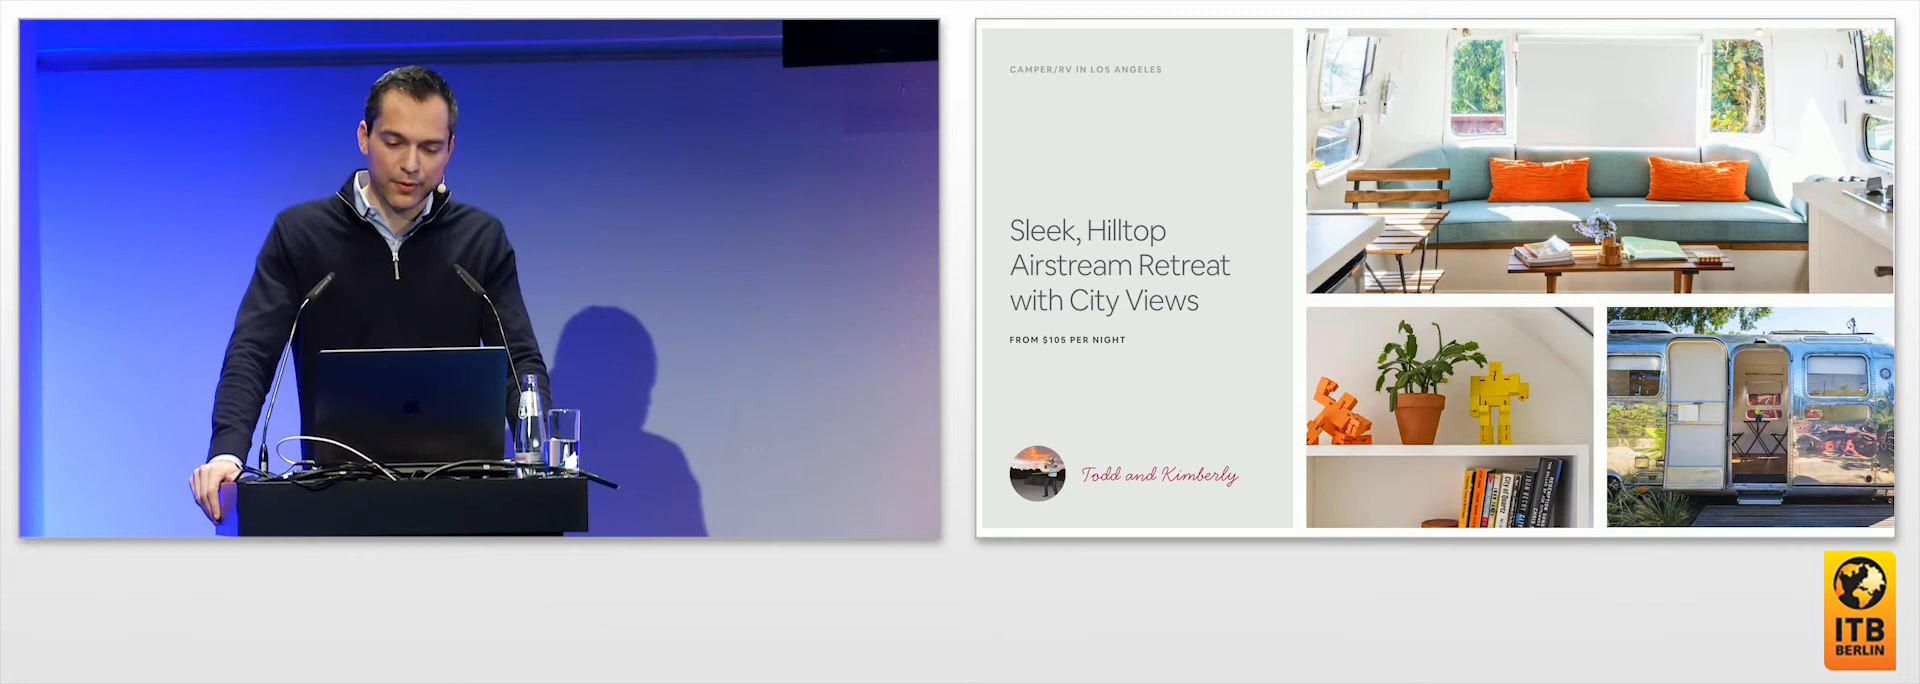 CAMPER/RV IN LOS ANGELES
Sleek, Hilltop
Airstream Retreat
with City Views
FROM $105 PER NIGHT
Todd and Kimberly
ITB
BERLIN